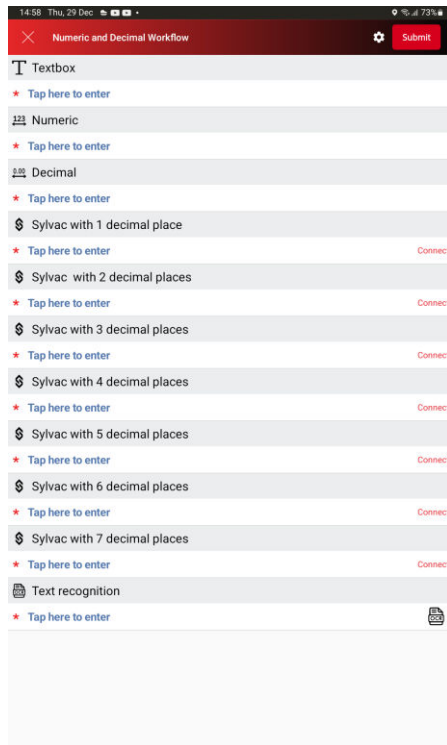 14:58 Thu, 29 Dec 73%
Numeric and Decimal Workflow Submit
T Textbox
* Tap here to enter
123 Numeric
* Tap here to enter
0.00 Decimal
* Tap here to enter
Sylvac with 1 decimal place
* Tap here to enter Connec
Sylvac with 2 decimal places
* Tap here to enter Connec
Sylvac with 3 decimal places
* Tap here to enter Connec
Sylvac with 4 decimal places
* Tap here to enter Connec
Sylvac with 5 decimal places
* Tap here to enter Connec
Sylvac with 6 decimal places
* Tap here to enter Connec
Sylvac with 7 decimal places
* Tap here to enter Connec
OCR Text recognition
* Tap here to enter OCR